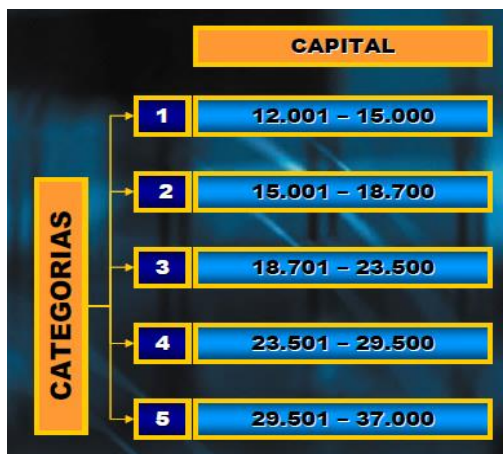 CAPITAL
CATEGORIAS
1 12.001 – 15.000
2 15.001 – 18.700
3 18.701 – 23.500
4 23.501 – 29.500
5 29.501 – 37.000